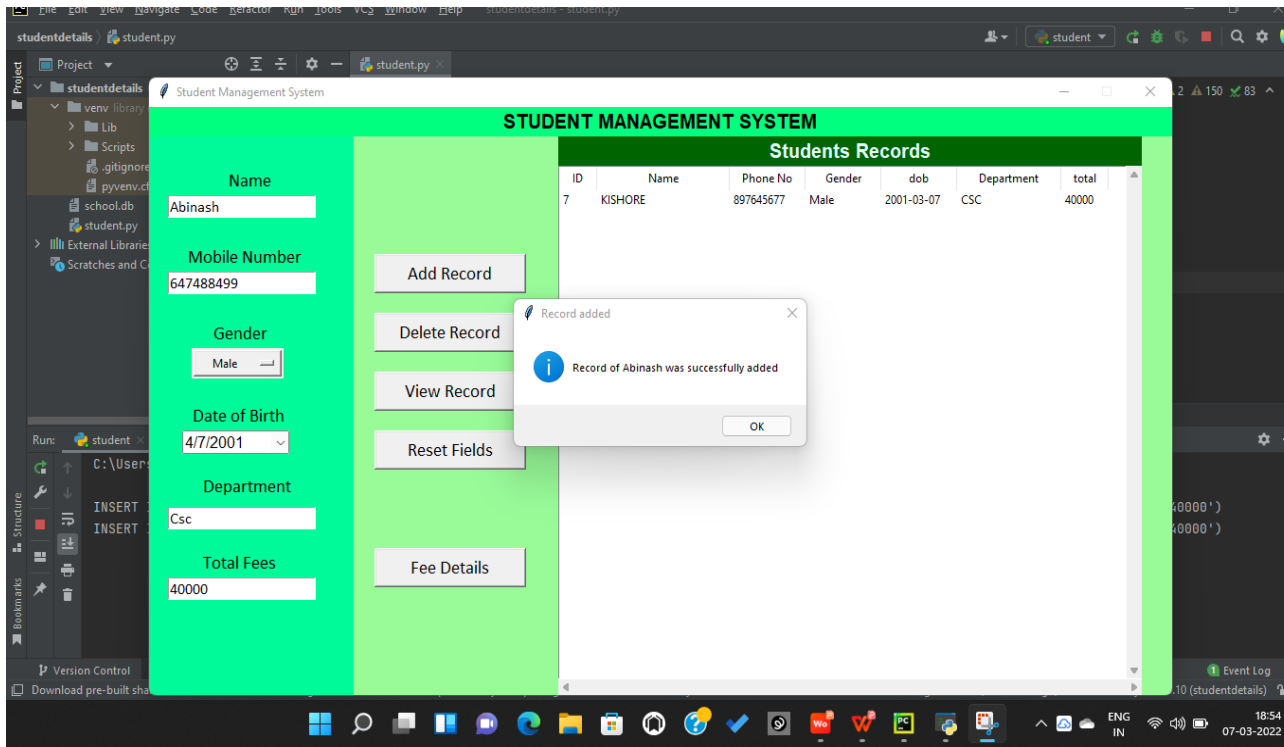 File Edit View Navigate Code Refactor Run Tools VCS Window Help studentdetails - student.py
studentdetails student.py student
Project student.py
Project
studentdetails
venv library
Lib
Scripts
.gitignore
school.db
student.py
External Libraries
Scratches and
2 150 83
Student Management System
STUDENT MANAGEMENT SYSTEM
Name
Abinash
Mobile Number
647488499
Gender
Male
Date of Birth
4/7/2001
Department
Csc
Total Fees
40000
Add Record
Delete Record
View Record
Reset Fields
Fee Details
Students Records
ID Name Phone No Gender dob Department total
7 KISHORE 897645677 Male 2001-03-07 CSC 40000
Record added
Record of Abinash was successfully added
OK
Run: student
C:\Users
INSERT 40000')
INSERT 40000')
Structure
Bookmarks
Version Control Event Log
1
Download pre-built sha .10 (studentdetails)
PC
ENG
IN
18:54
07-03-2022